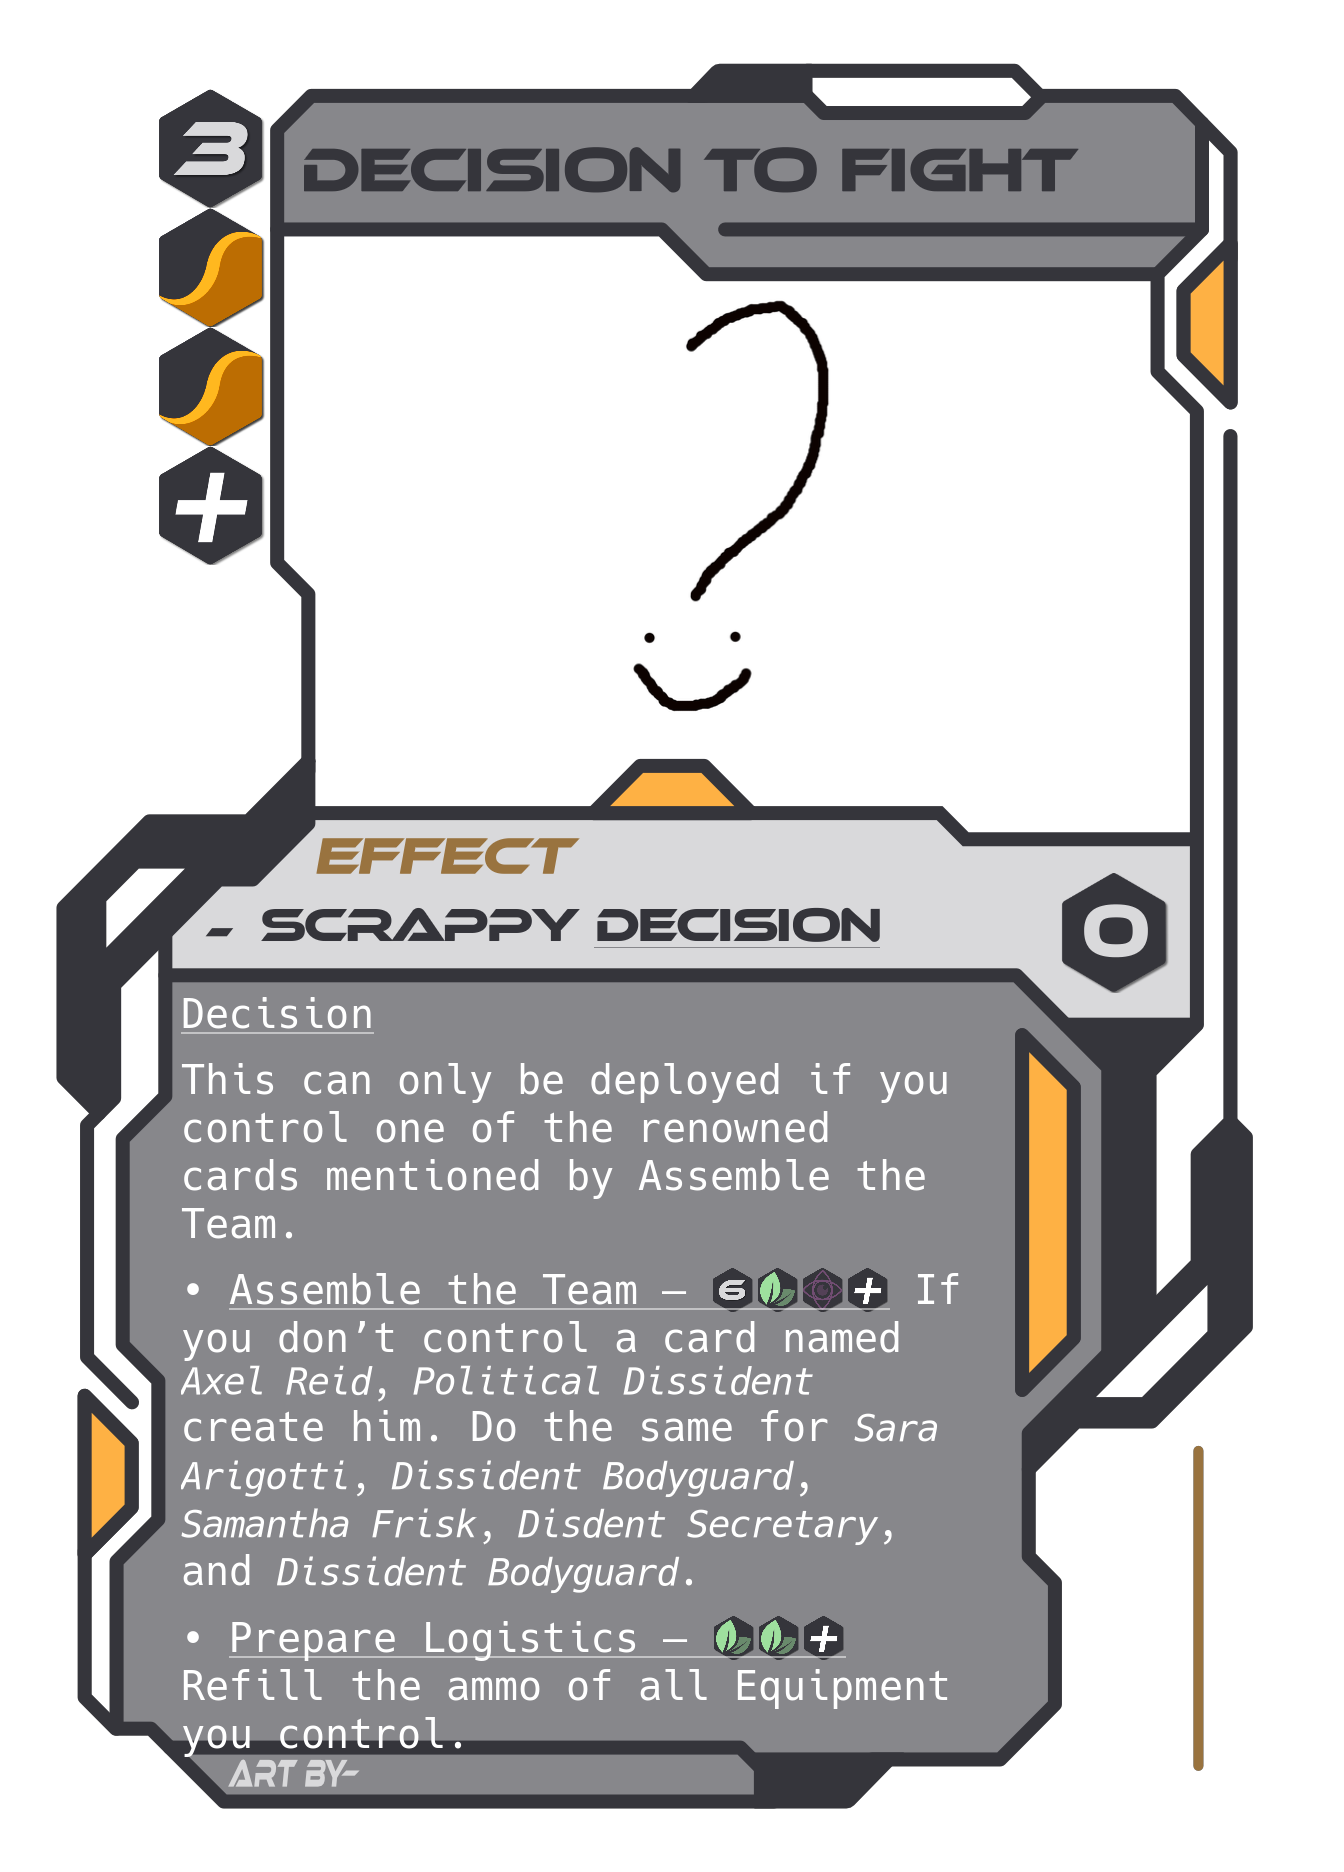 3
DECISION TO FIGHT
+
EFFECT
- SCRAPPY DECISION
0
Decision
This can only be deployed if you
control one of the renowned
cards mentioned by Assemble the
Team.
• Assemble the Team – 6 + If
you don’t control a card named
Axel Reid, Political Dissident
create him. Do the same for Sara
Arigotti, Dissident Bodyguard,
Samantha Frisk, Disdent Secretary,
and Dissident Bodyguard.
• Prepare Logistics – +
Refill the ammo of all Equipment
you control.
ART BY-